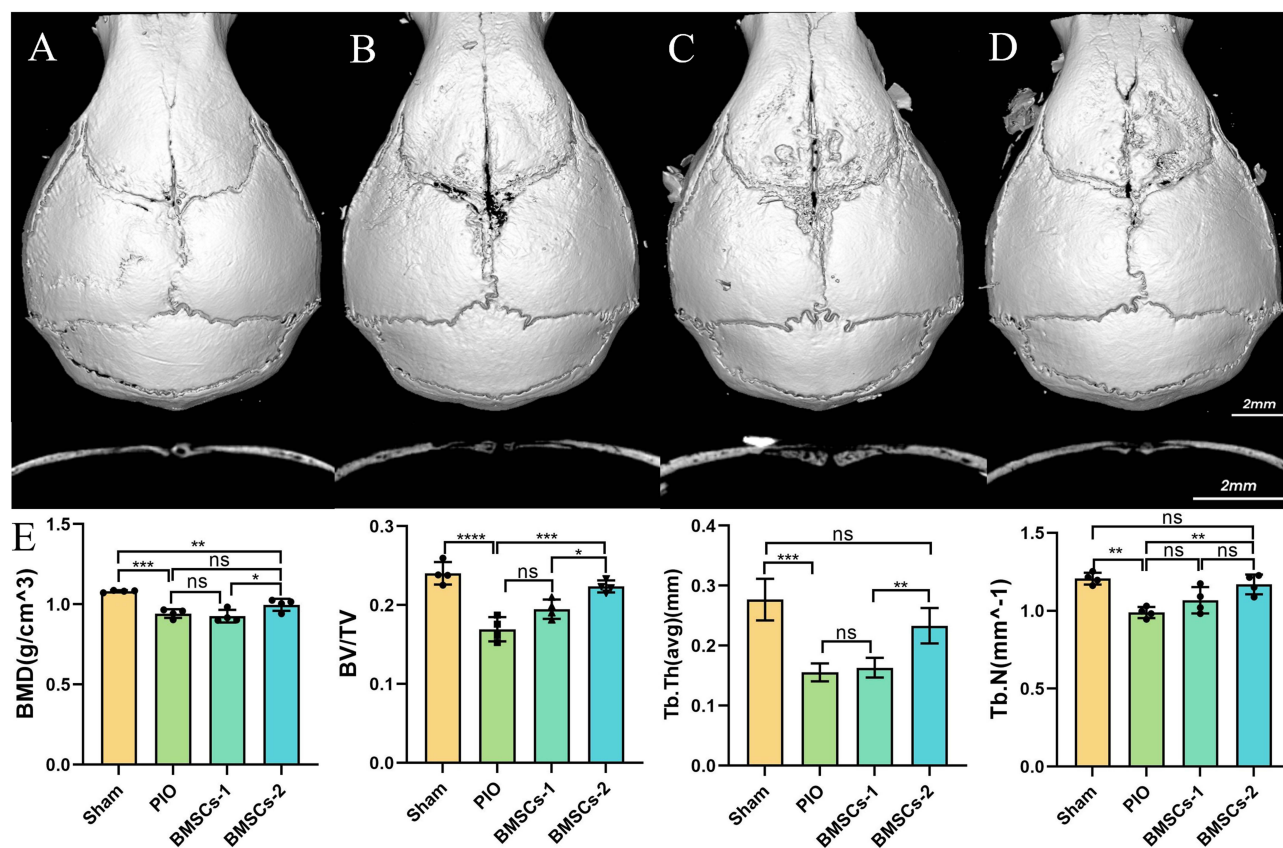 A
B
C
D
2mm
2mm
E
BMD(g/cm^3)
1.5
1.0
0.5
0.0
**
ns
***
ns
*
Sham
PIO
BMSCs-1
BMSCs-2
BV/TV
0.3
0.2
0.1
0.0
****
***
*
ns
Sham
PIO
BMSCs-1
BMSCs-2
Tb.Th(avg)(mm)
0.4
0.3
0.2
0.1
0.0
ns
***
**
ns
Sham
PIO
BMSCs-1
BMSCs-2
Tb.N(mm^-1)
1.5
1.0
0.5
0.0
ns
**
**
ns
ns
Sham
PIO
BMSCs-1
BMSCs-2